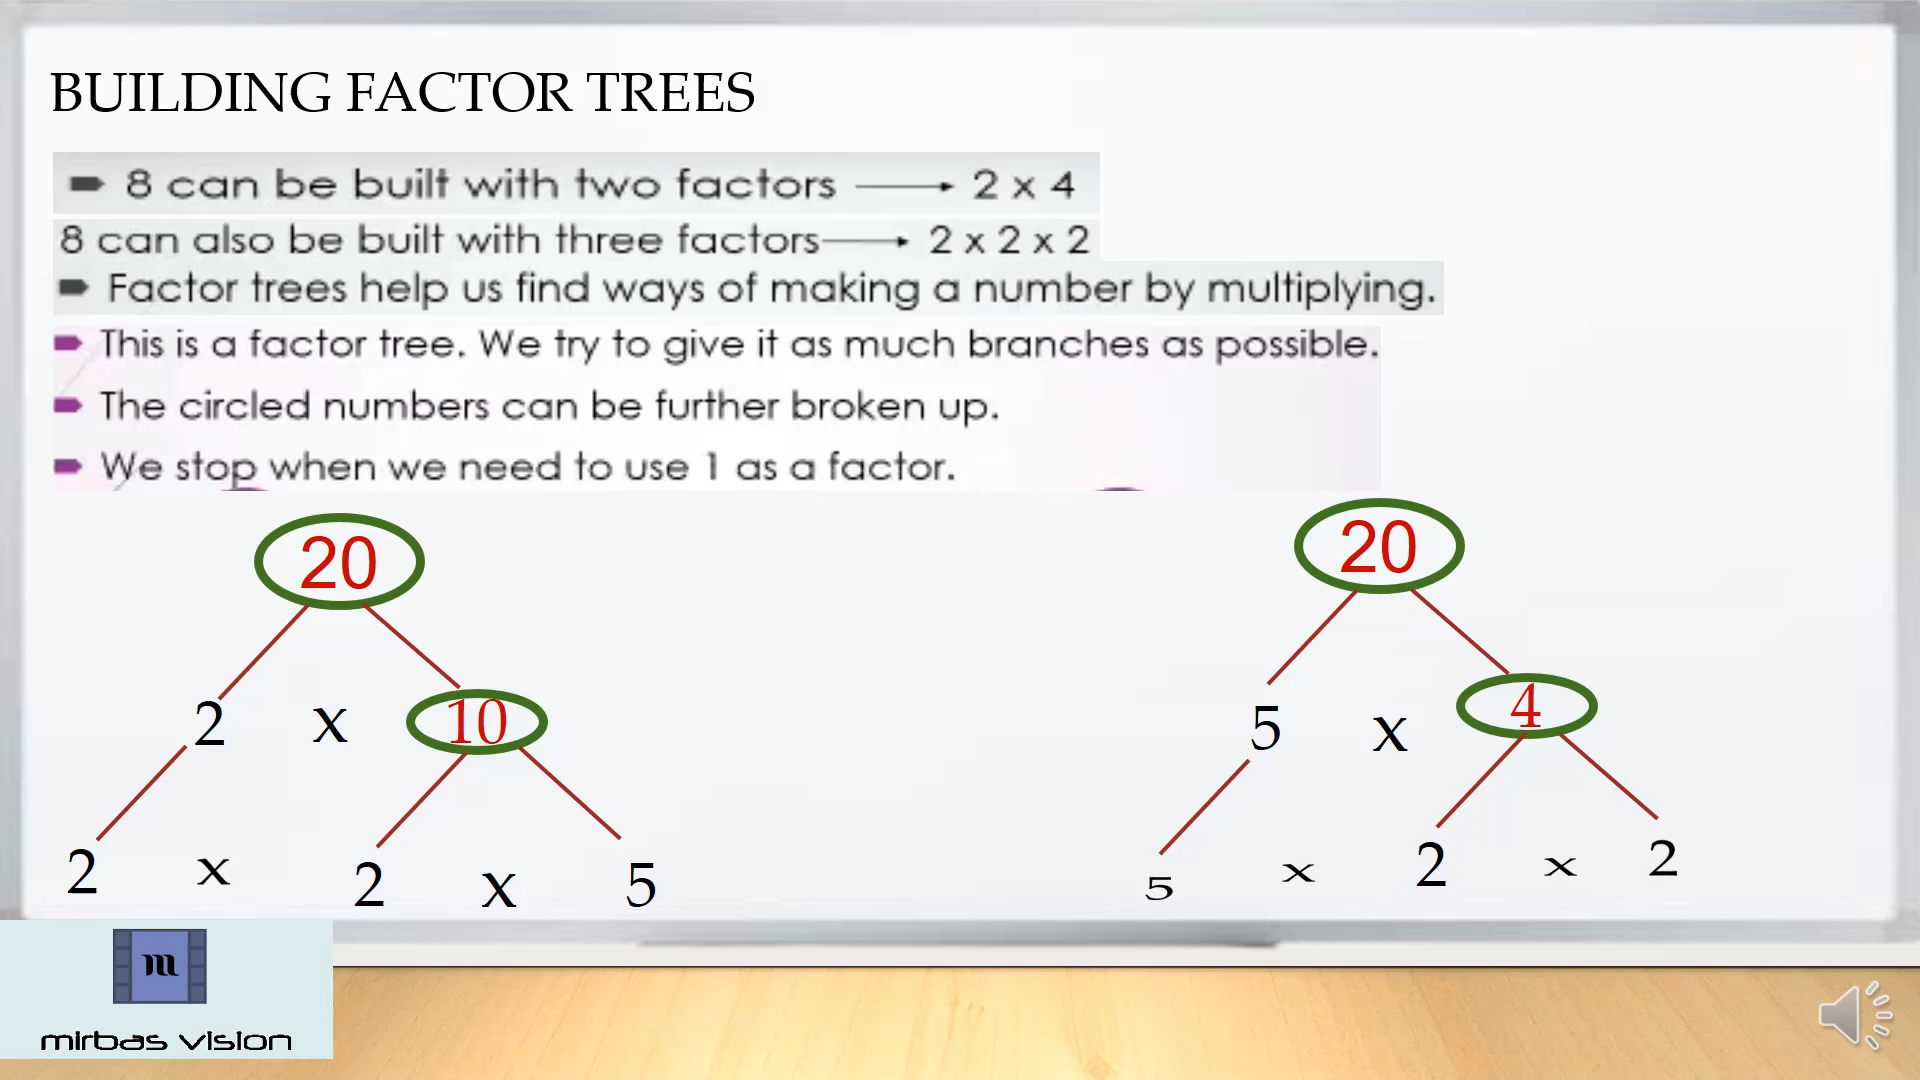 BUILDING FACTOR TREES
8 can be built with two factors 2 x 4
8 can also be built with three factors 2 x 2 x 2
Factor trees help us find ways of making a number by multiplying.
This is a factor tree. We try to give it as much branches as possible.
The circled numbers can be further broken up.
We stop when we need to use 1 as a factor.
20
2 x 10
2 x 2 x 5
20
5 x 4
5 x 2 x 2
m
mirbas vision